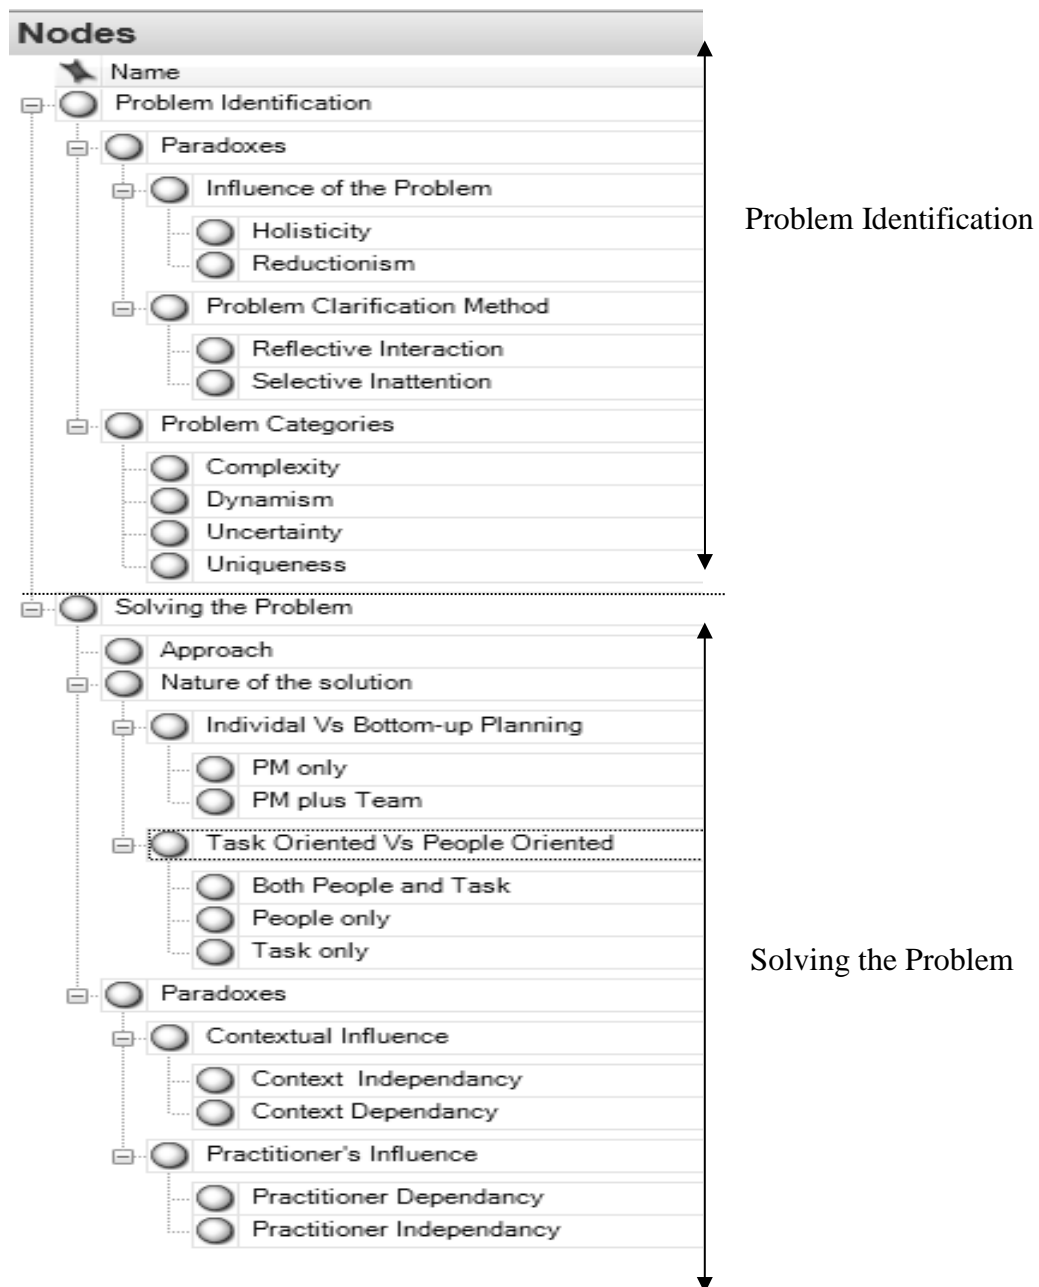 Nodes
Name
Problem Identification
Paradoxes
Influence of the Problem
Holisticity
Reductionism
Problem Clarification Method
Reflective Interaction
Selective Inattention
Problem Categories
Complexity
Dynamism
Uncertainty
Uniqueness
Problem Identification
Solving the Problem
Approach
Nature of the solution
Individal Vs Bottom-up Planning
PM only
PM plus Team
Task Oriented Vs People Oriented
Both People and Task
People only
Task only
Paradoxes
Contextual Influence
Context  Independancy
Context Dependancy
Practitioner's Influence
Practitioner Dependancy
Practitioner Independancy
Solving the Problem